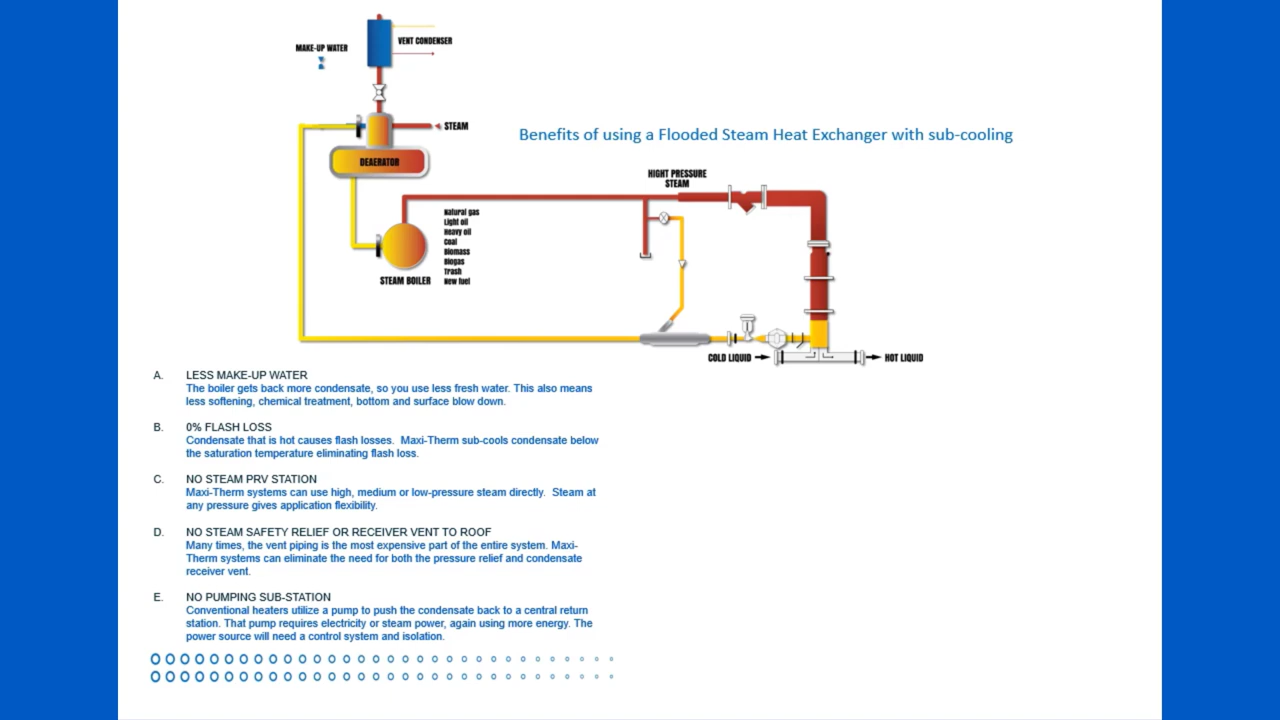 MAKE-UP WATER
VENT CONDENSER
STEAM
Benefits of using a Flooded Steam Heat Exchanger with sub-cooling
DEAERATOR
HIGHT PRESSURE
STEAM
Natural gas
Light oil
Heavy oil
Coal
Biomass
Biogas
Trash
New fuel
STEAM BOILER
COLD LIQUID
HOT LIQUID
A. LESS MAKE-UP WATER
The boiler gets back more condensate, so you use less fresh water. This also means
less softening, chemical treatment, bottom and surface blow down.
B. 0% FLASH LOSS
Condensate that is hot causes flash losses. Maxi-Therm sub-cools condensate below
the saturation temperature eliminating flash loss.
C. NO STEAM PRV STATION
Maxi-Therm systems can use high, medium or low-pressure steam directly. Steam at
any pressure gives application flexibility.
D. NO STEAM SAFETY RELIEF OR RECEIVER VENT TO ROOF
Many times, the vent piping is the most expensive part of the entire system. Maxi-
Therm systems can eliminate the need for both the pressure relief and condensate
receiver vent.
E. NO PUMPING SUB-STATION
Conventional heaters utilize a pump to push the condensate back to a central return
station. That pump requires electricity or steam power, again using more energy. The
power source will need a control system and isolation.